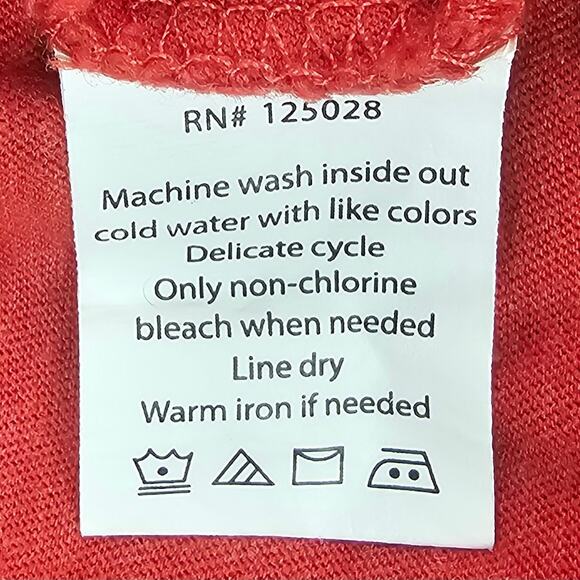 RN# 125028
Machine wash inside out
cold water with like colors
Delicate cycle
Only non-chlorine
bleach when needed
Line dry
Warm iron if needed